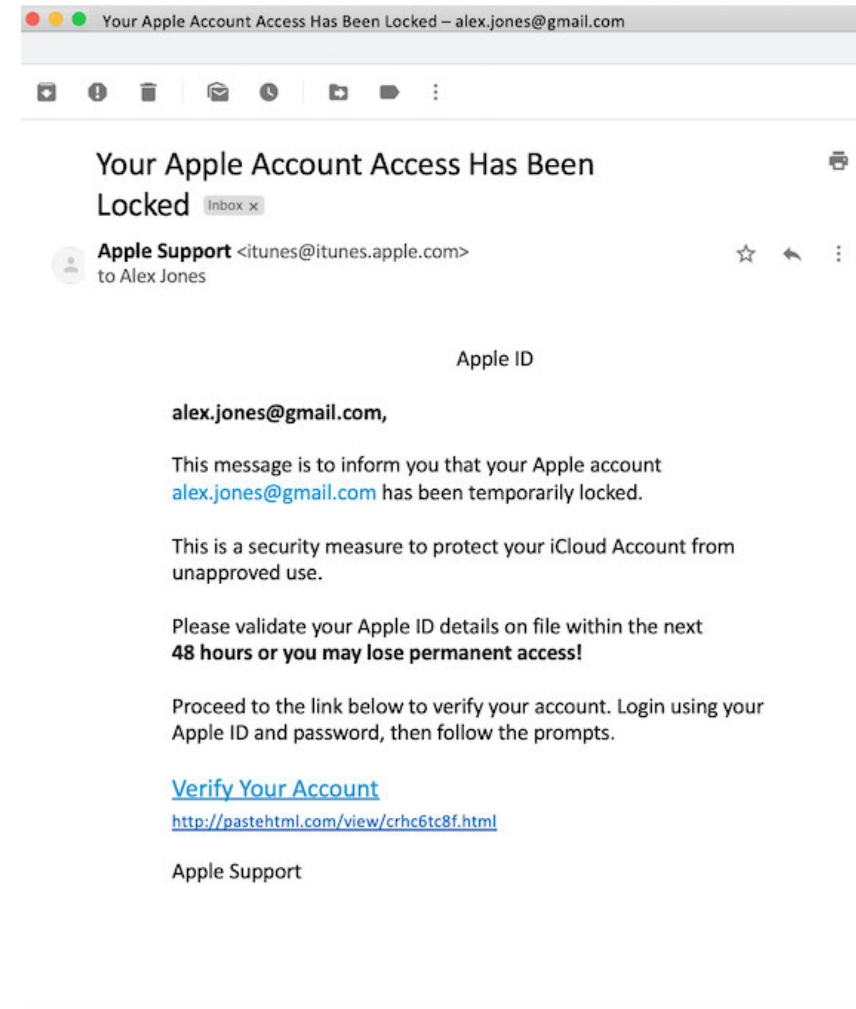 Your Apple Account Access Has Been Locked – alex.jones@gmail.com
Your Apple Account Access Has Been
Locked Inbox x
Apple Support <itunes@itunes.apple.com>
to Alex Jones
Apple ID
alex.jones@gmail.com,
This message is to inform you that your Apple account
alex.jones@gmail.com has been temporarily locked.
This is a security measure to protect your iCloud Account from
unapproved use.
Please validate your Apple ID details on file within the next
48 hours or you may lose permanent access!
Proceed to the link below to verify your account. Login using your
Apple ID and password, then follow the prompts.
Verify Your Account
http://pastehtml.com/view/crhc6tc8f.html
Apple Support